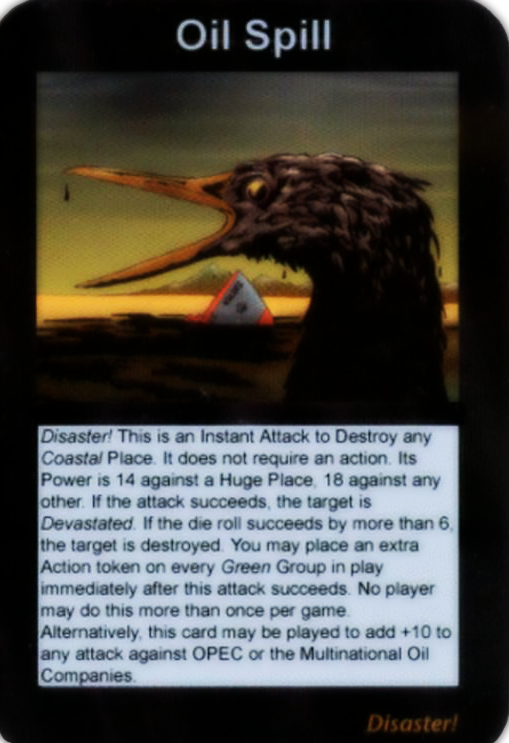 Oil Spill
Disaster! This is an Instant Attack to Destroy any
Coastal Place. It does not require an action. Its
Power is 14 against a Huge Place, 18 against any
other. If the attack succeeds, the target is
Devastated. If the die roll succeeds by more than 6,
the target is destroyed. You may place an extra
Action token on every Green Group in play
immediately after this attack succeeds. No player
may do this more than once per game.
Alternatively, this card may be played to add +10 to
any attack against OPEC or the Multinational Oil
Companies.
Disaster!